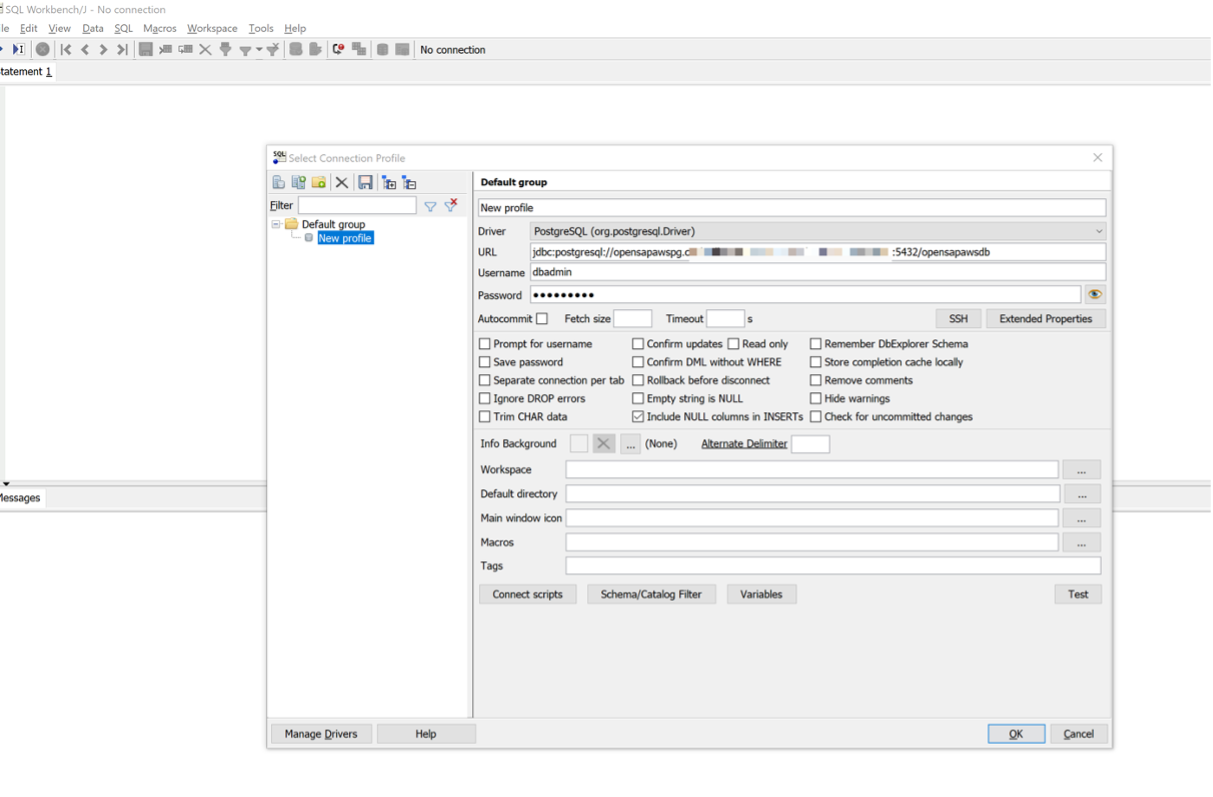 SQL Workbench/J - No connection
le Edit View Data SQL Macros Workspace Tools Help
No connection
tatement 1
SQL Select Connection Profile
Default group
Filter
Default group
New profile
New profile
Driver PostgreSQL (org.postgresql.Driver)
URL jdbc:postgresql://opensapawspg.c :5432/opensapawsdb
Username dbadmin
Password •••••••••
Autocommit Fetch size Timeout s SSH Extended Properties
Prompt for username Confirm updates Read only Remember DbExplorer Schema
Save password Confirm DML without WHERE Store completion cache locally
Separate connection per tab Rollback before disconnect Remove comments
Ignore DROP errors Empty string is NULL Hide warnings
Trim CHAR data Include NULL columns in INSERTs Check for uncommitted changes
Info Background ... (None) Alternate Delimiter
Workspace ...
Default directory ...
Main window icon ...
Macros ...
Tags
Connect scripts Schema/Catalog Filter Variables Test
Messages
Manage Drivers Help OK Cancel